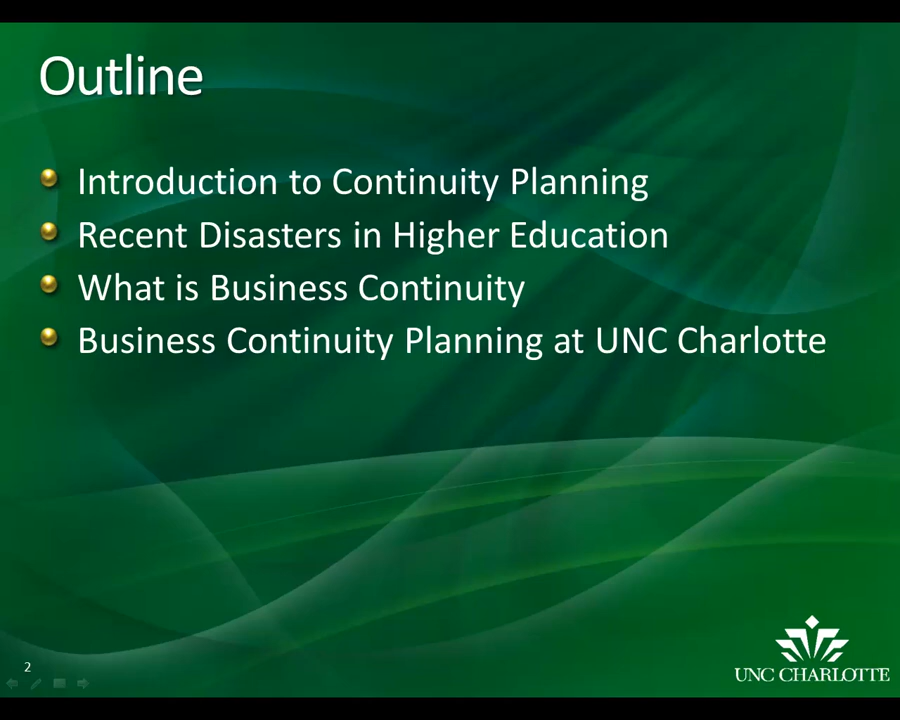 Outline
Introduction to Continuity Planning
Recent Disasters in Higher Education
What is Business Continuity
Business Continuity Planning at UNC Charlotte
2
UNC CHARLOTTE